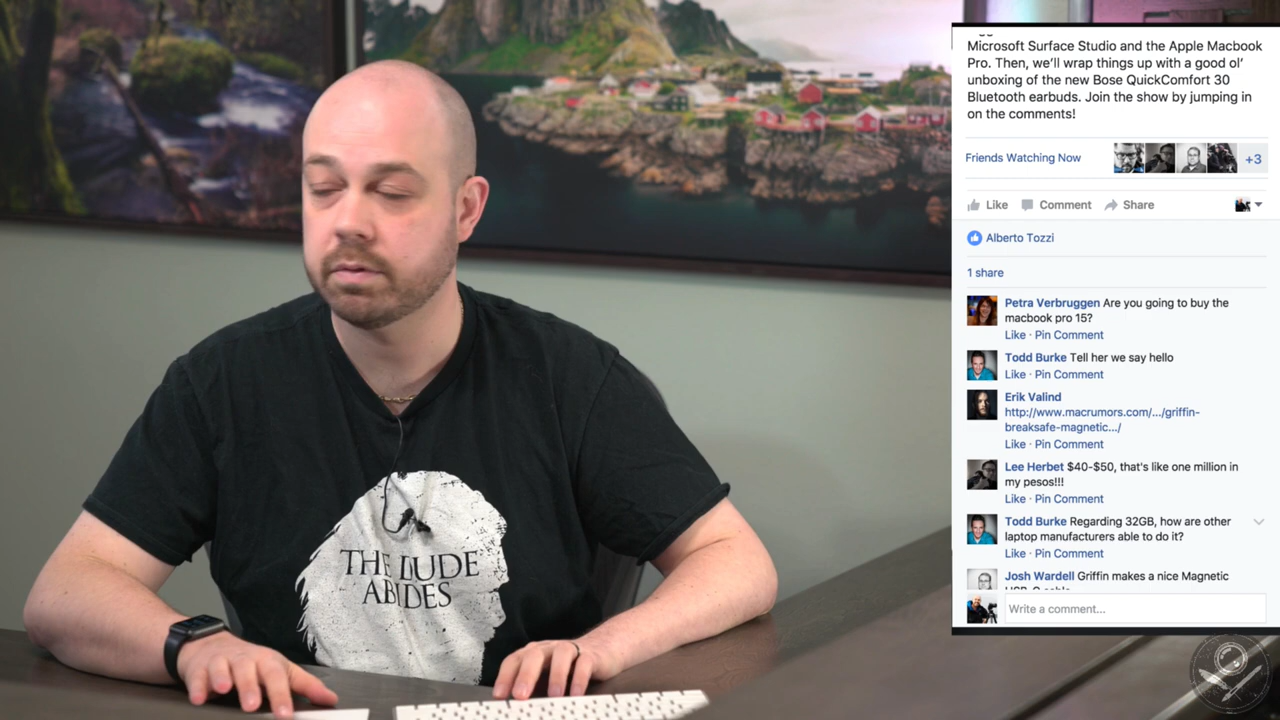 Microsoft Surface Studio and the Apple Macbook
Pro. Then, we'll wrap things up with a good ol'
unboxing of the new Bose QuickComfort 30
Bluetooth earbuds. Join the show by jumping in
on the comments!
Friends Watching Now
+3
Like Comment Share
Alberto Tozzi
1 share
Petra Verbruggen Are you going to buy the
macbook pro 15?
Like · Pin Comment
Todd Burke Tell her we say hello
Like · Pin Comment
Erik Valind
http://www.macrumors.com/.../griffin-
breaksafe-magnetic.../
Like · Pin Comment
Lee Herbet $40-$50, that's like one million in
my pesos!!!
Like · Pin Comment
Todd Burke Regarding 32GB, how are other
laptop manufacturers able to do it?
Like · Pin Comment
Josh Wardell Griffin makes a nice Magnetic
Write a comment...
THE DUDE
ABIDES